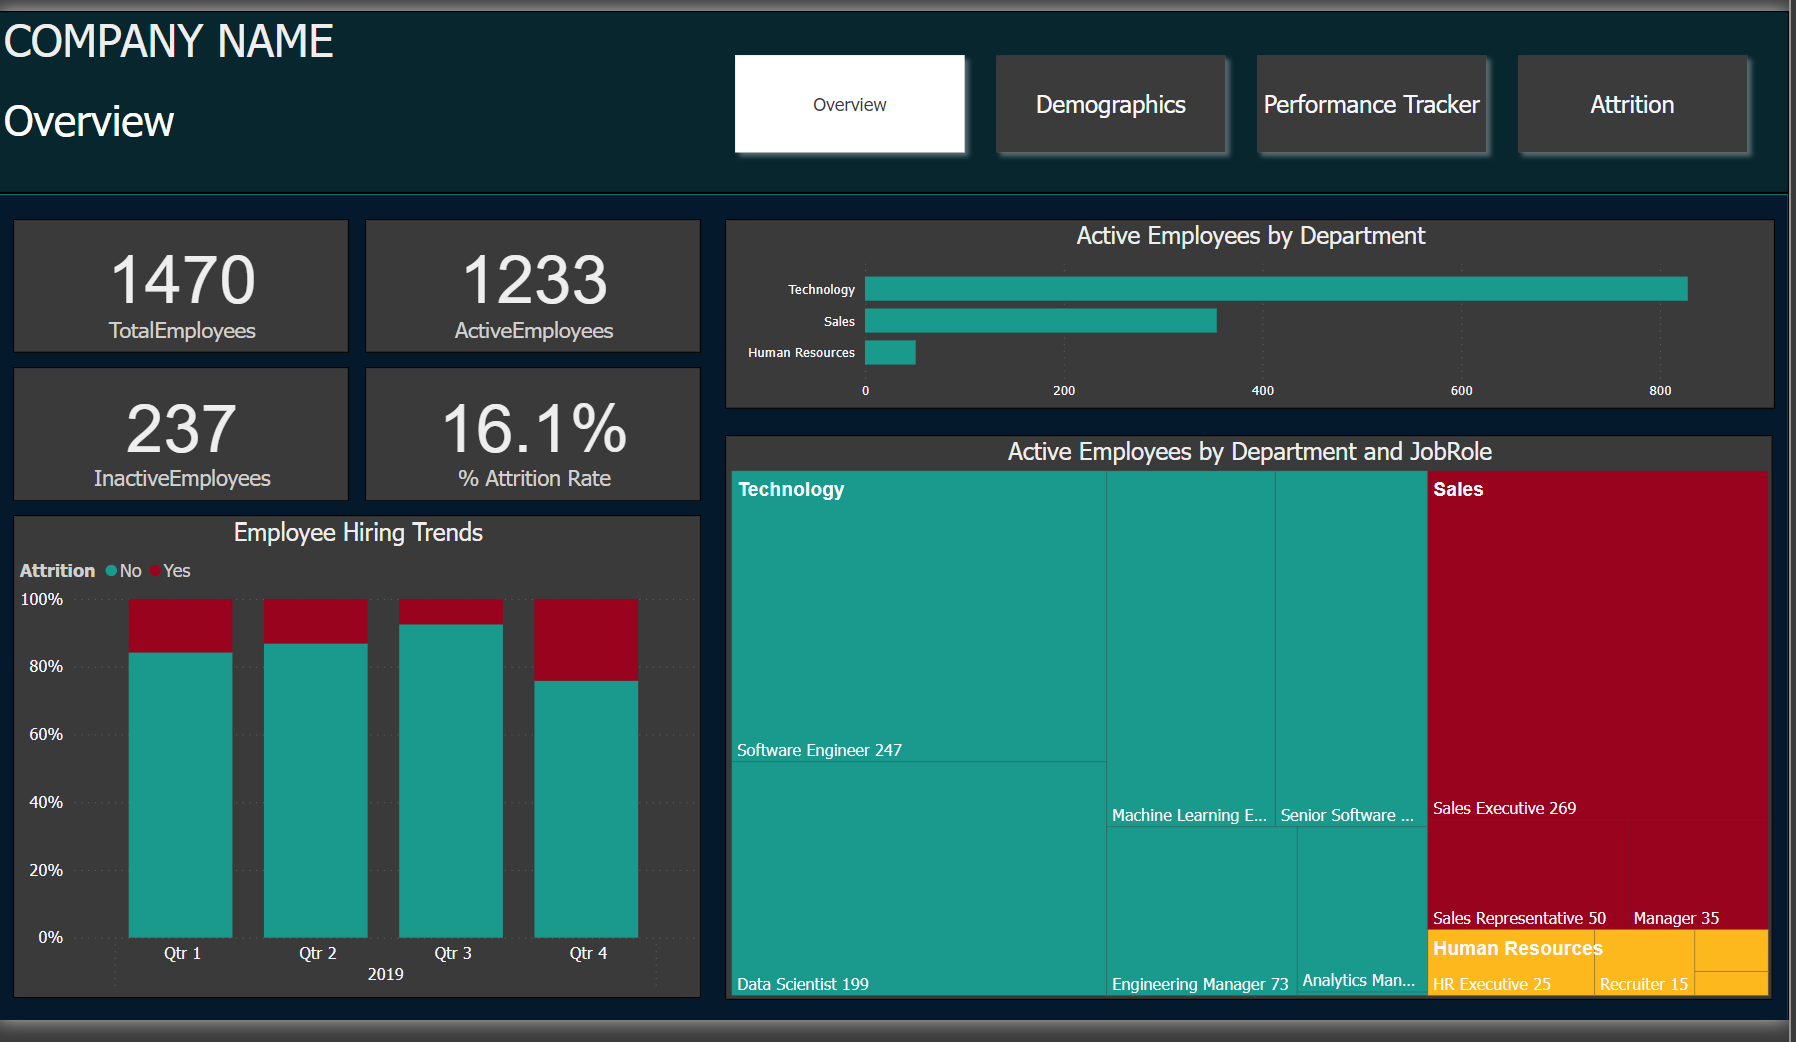 COMPANY NAME
Overview
Overview
Demographics
Performance Tracker
Attrition
1470
TotalEmployees
1233
ActiveEmployees
237
InactiveEmployees
16.1%
% Attrition Rate
Employee Hiring Trends
Attrition No Yes
100%
80%
60%
40%
20%
0%
Qtr 1 Qtr 2 Qtr 3 Qtr 4
2019
Active Employees by Department
Technology
Sales
Human Resources
0 200 400 600 800
Active Employees by Department and JobRole
Technology
Software Engineer 247
Data Scientist 199
Machine Learning E...
Senior Software ...
Engineering Manager 73
Analytics Man...
Sales
Sales Executive 269
Sales Representative 50
Manager 35
Human Resources
HR Executive 25
Recruiter 15